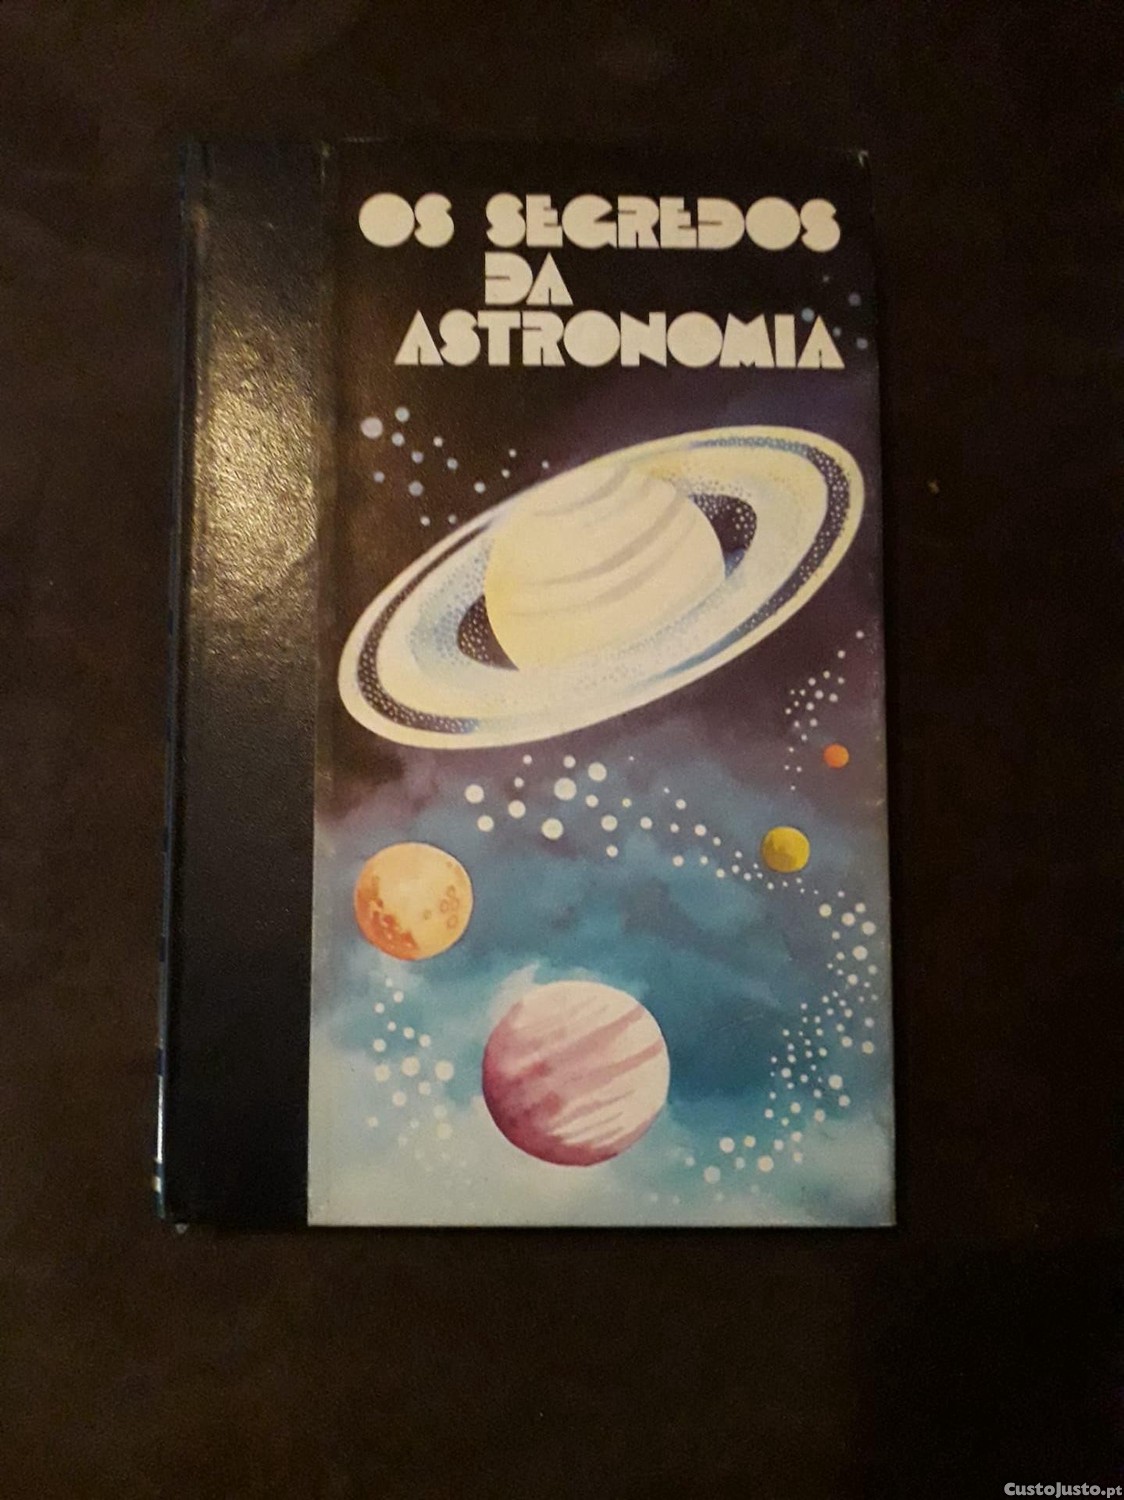 OS SEGREDOS
DA
ASTRONOMIA
CustoJusto.pt